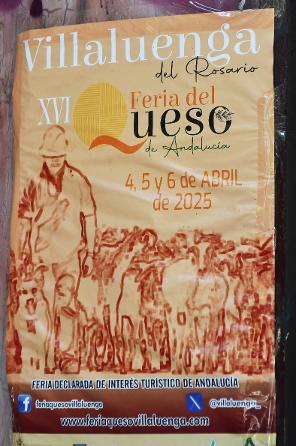 Villaluenga
del Rosario
XVI Feria del
Queso
de Andalucía
4, 5 y 6 de ABRIL
de 2025
FERIA DECLARADA DE INTERÉS TURÍSTICO DE ANDALUCÍA
feriaquesovillaluenga
@villaluenga_
www.feriaquesovillaluenga.com